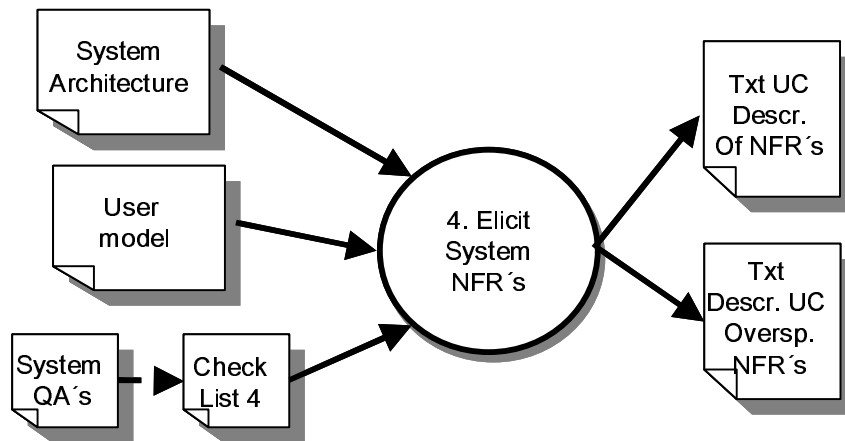 System
Architecture
User
model
System
QA´s
Check
List 4
4. Elicit
System
NFR´s
Txt UC
Descr.
Of NFR´s
Txt
Descr. UC
Oversp.
NFR´s